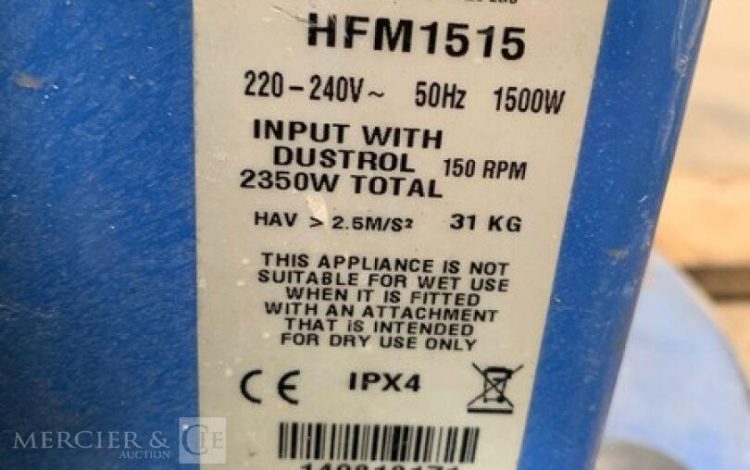 HFM1515
220-240V~ 50Hz 1500W
INPUT WITH
DUSTROL 150 RPM
2350W TOTAL
HAV > 2.5M/S² 31 KG
THIS APPLIANCE IS NOT
SUITABLE FOR WET USE
WHEN IT IS FITTED
WITH AN ATTACHMENT
THAT IS INTENDED
FOR DRY USE ONLY
CE IPX4
MERCIER & CIE
AUCTION